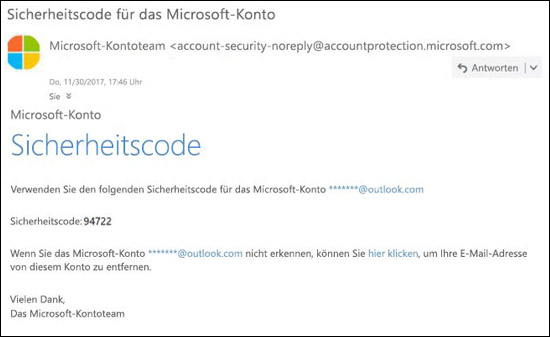 Sicherheitscode für das Microsoft-Konto
Microsoft-Kontoteam <account-security-noreply@accountprotection.microsoft.com>
Antworten
Do, 11/30/2017, 17:46 Uhr
Sie
Microsoft-Konto
Sicherheitscode
Verwenden Sie den folgenden Sicherheitscode für das Microsoft-Konto *******@outlook.com
Sicherheitscode: 94722
Wenn Sie das Microsoft-Konto *******@outlook.com nicht erkennen, können Sie hier klicken, um Ihre E-Mail-Adresse
von diesem Konto zu entfernen.
Vielen Dank,
Das Microsoft-Kontoteam